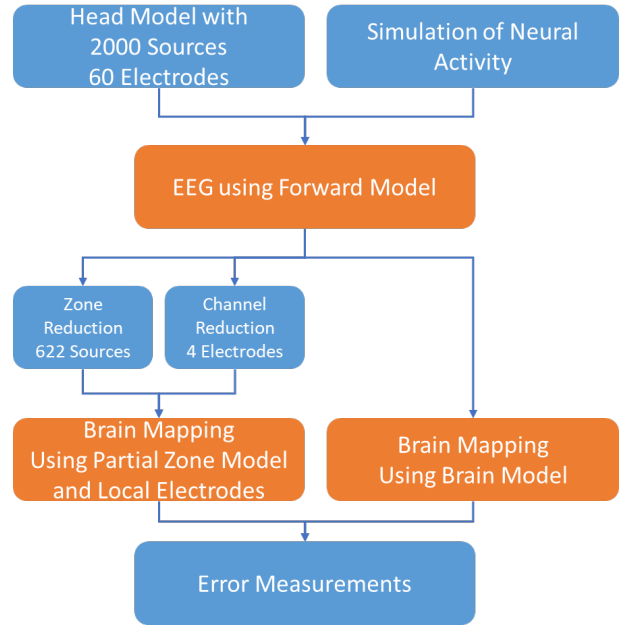 Head Model with
2000 Sources
60 Electrodes
Simulation of Neural
Activity
EEG using Forward Model
Zone
Reduction
622 Sources
Channel
Reduction
4 Electrodes
Brain Mapping
Using Partial Zone Model
and Local Electrodes
Brain Mapping
Using Brain Model
Error Measurements